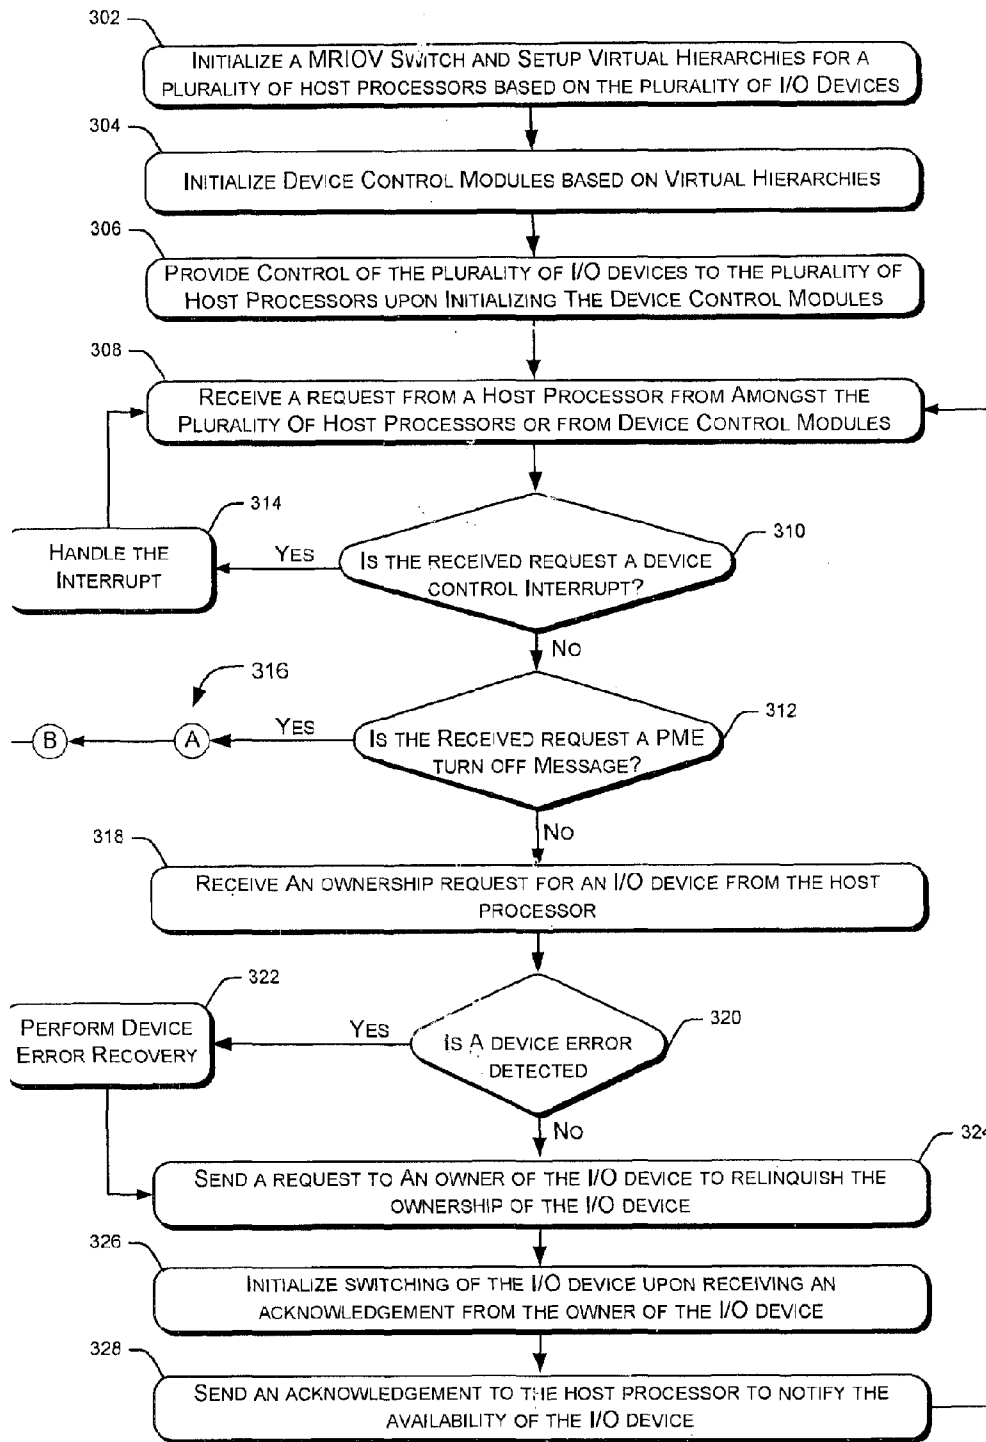 302
INITIALIZE A MRIOV SWITCH AND SETUP VIRTUAL HIERARCHIES FOR A
PLURALITY OF HOST PROCESSORS BASED ON THE PLURALITY OF I/O DEVICES
304
INITIALIZE DEVICE CONTROL MODULES BASED ON VIRTUAL HIERARCHIES
306
PROVIDE CONTROL OF THE PLURALITY OF I/O DEVICES TO THE PLURALITY OF
HOST PROCESSORS UPON INITIALIZING THE DEVICE CONTROL MODULES
308
RECEIVE A REQUEST FROM A HOST PROCESSOR FROM AMONGST THE
PLURALITY OF HOST PROCESSORS OR FROM DEVICE CONTROL MODULES
314
HANDLE THE
INTERRUPT
YES
310
IS THE RECEIVED REQUEST A DEVICE
CONTROL INTERRUPT?
NO
316
B
A
YES
312
IS THE RECEIVED REQUEST A PME
TURN OFF MESSAGE?
NO
318
RECEIVE AN OWNERSHIP REQUEST FOR AN I/O DEVICE FROM THE HOST
PROCESSOR
322
PERFORM DEVICE
ERROR RECOVERY
YES
320
IS A DEVICE ERROR
DETECTED
NO
324
SEND A REQUEST TO AN OWNER OF THE I/O DEVICE TO RELINQUISH THE
OWNERSHIP OF THE I/O DEVICE
326
INITIALIZE SWITCHING OF THE I/O DEVICE UPON RECEIVING AN
ACKNOWLEDGEMENT FROM THE OWNER OF THE I/O DEVICE
328
SEND AN ACKNOWLEDGEMENT TO THE HOST PROCESSOR TO NOTIFY THE
AVAILABILITY OF THE I/O DEVICE